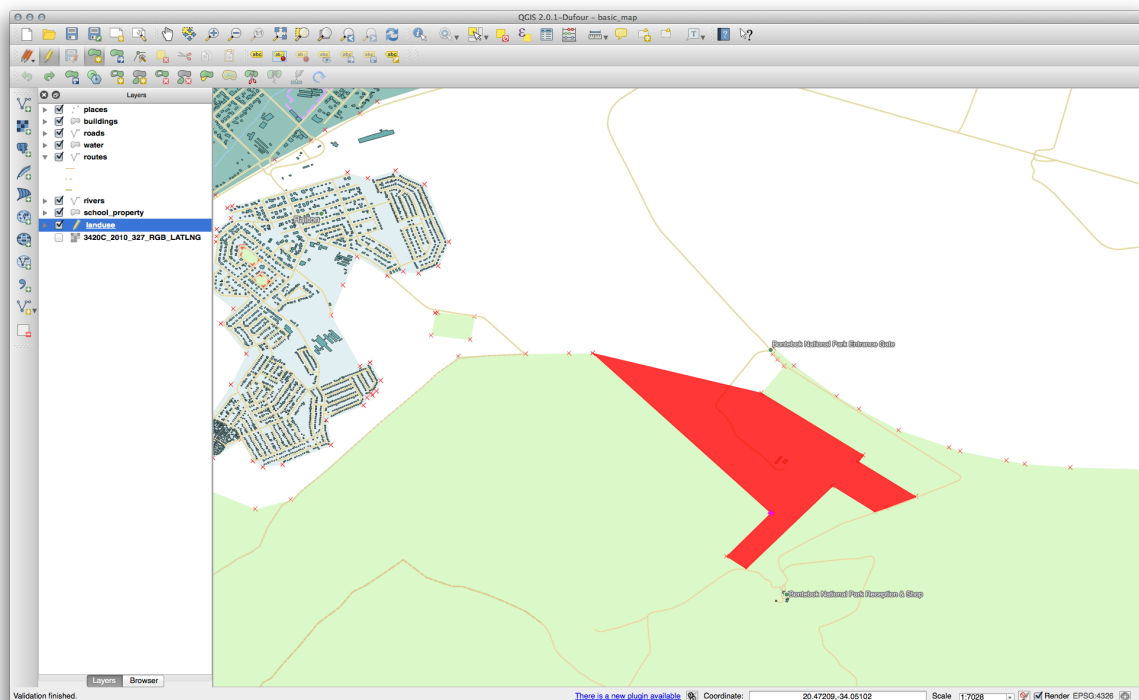 QGIS 2.0.1-Dufour - basic_map
Layers
places
buildings
roads
water
routes
rivers
school_property
landuse
3420C_2010_327_RGB_LATLNG
Railton
Bontebok National Park Entrance Gate
Bontebok National Park Reception & Shop
Layers
Browser
Validation finished.
There is a new plugin available
Coordinate:
20.47209,-34.05102
Scale
1:7028
Render
EPSG:4326